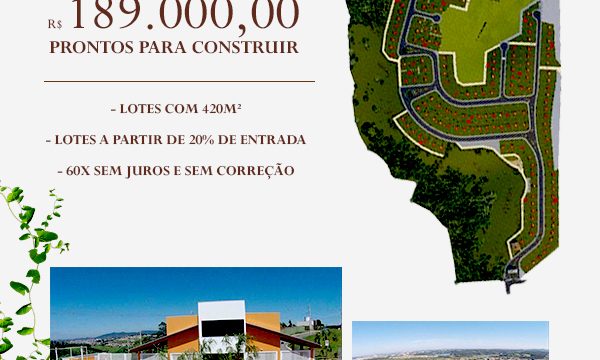 R$ 189.000,00
PRONTOS PARA CONSTRUIR
- LOTES COM 420M²
- LOTES A PARTIR DE 20% DE ENTRADA
- 60X SEM JUROS E SEM CORREÇÃO